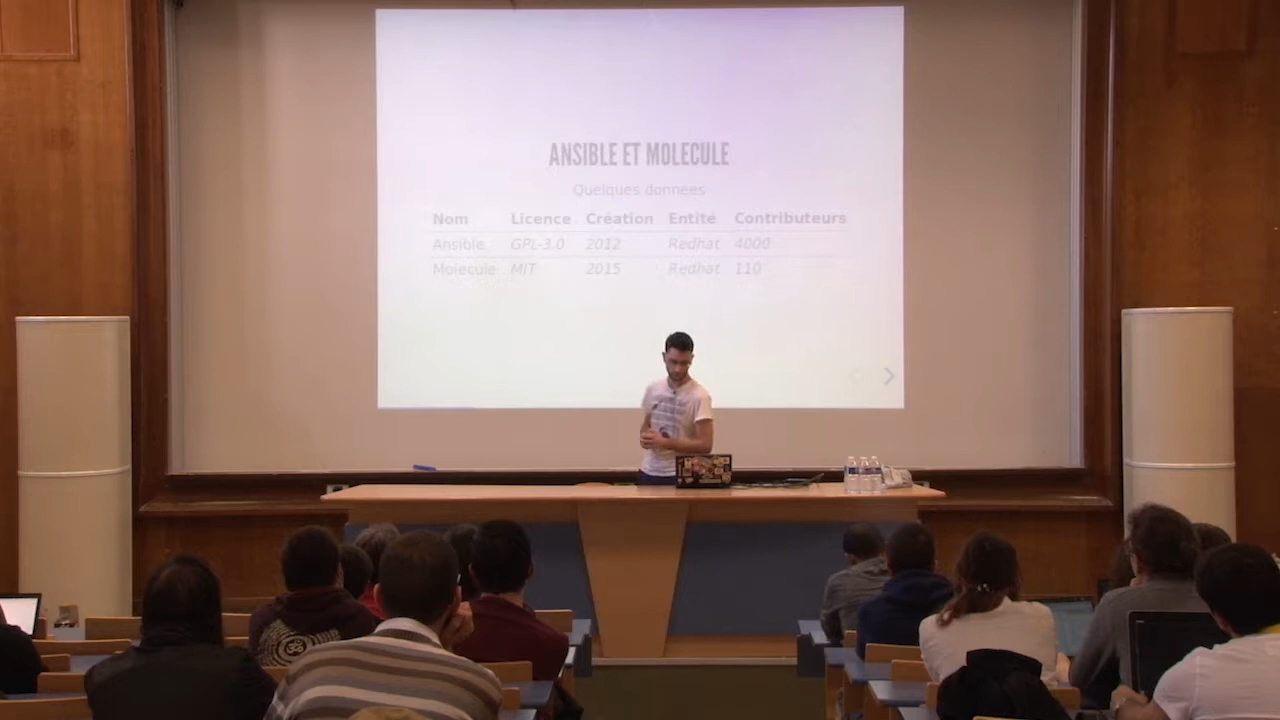 ANSIBLE ET MOLECULE
Quelques données
Nom Licence Création Entité Contributeurs
Ansible GPL-3.0 2012 Redhat 4000
Molecule MIT 2015 Redhat 110